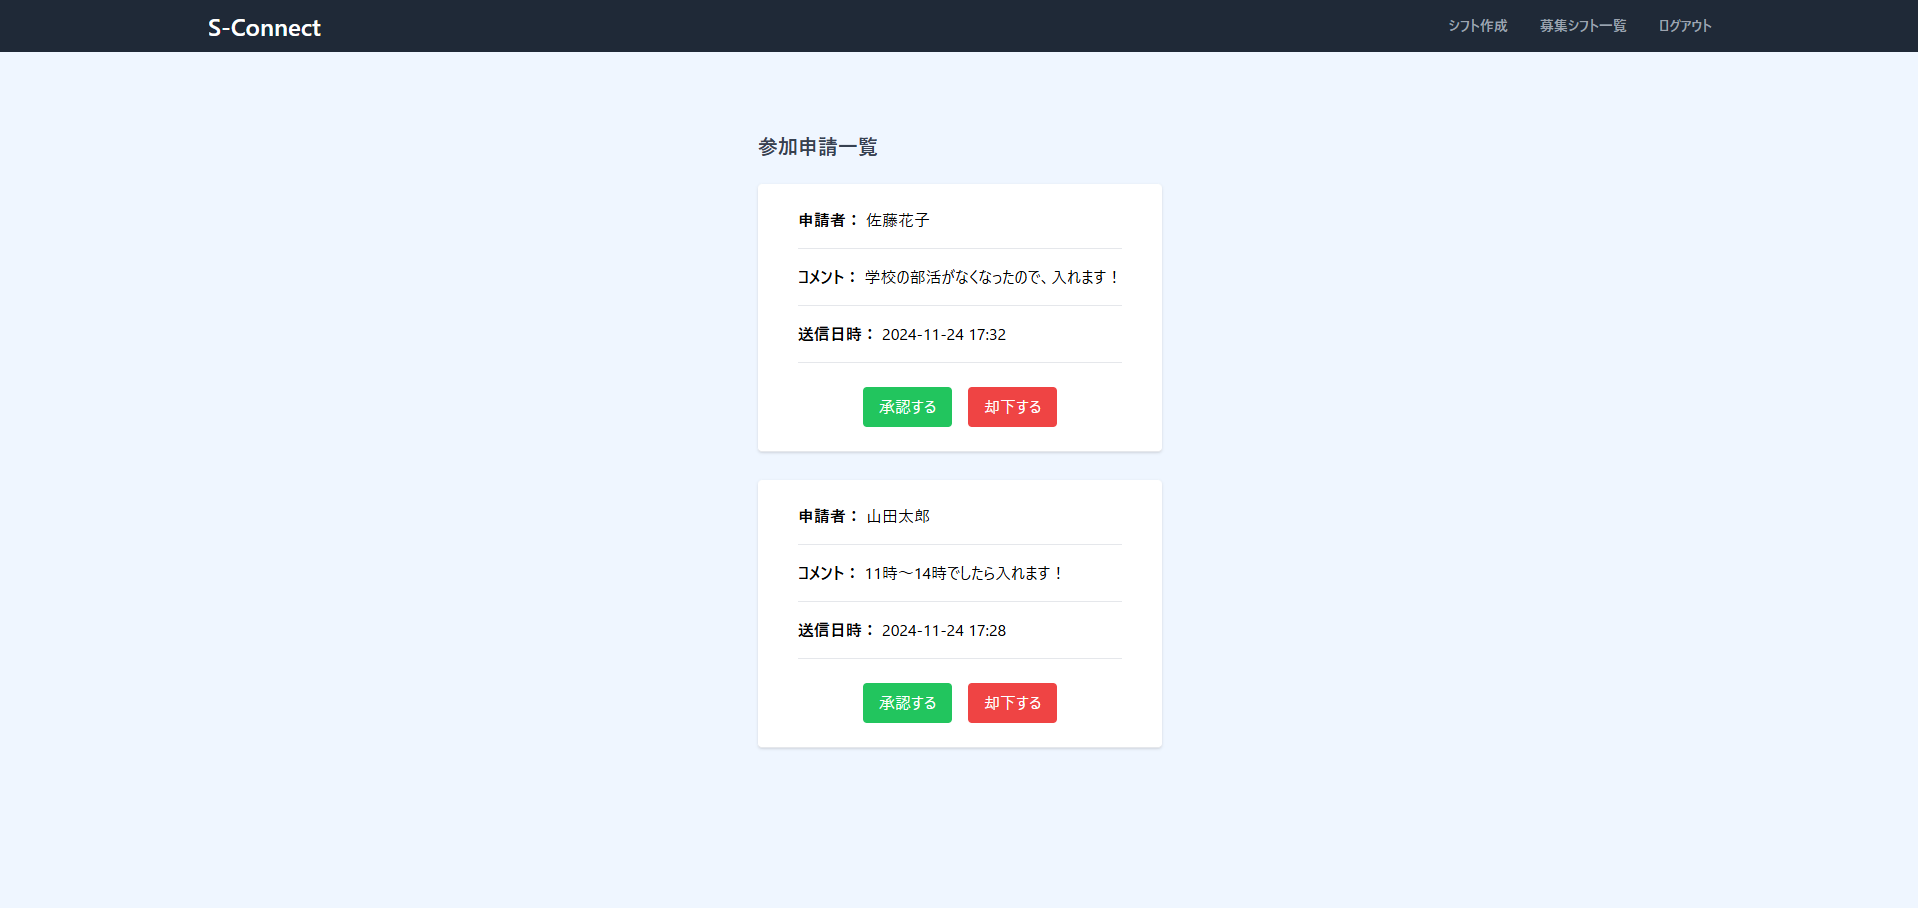 S-Connect
シフト作成 募集シフト一覧 ログアウト
参加申請一覧
申請者： 佐藤花子
コメント： 学校の部活がなくなったので、入れます！
送信日時： 2024-11-24 17:32
承認する 却下する
申請者： 山田太郎
コメント： 11時～14時でしたら入れます！
送信日時： 2024-11-24 17:28
承認する 却下する